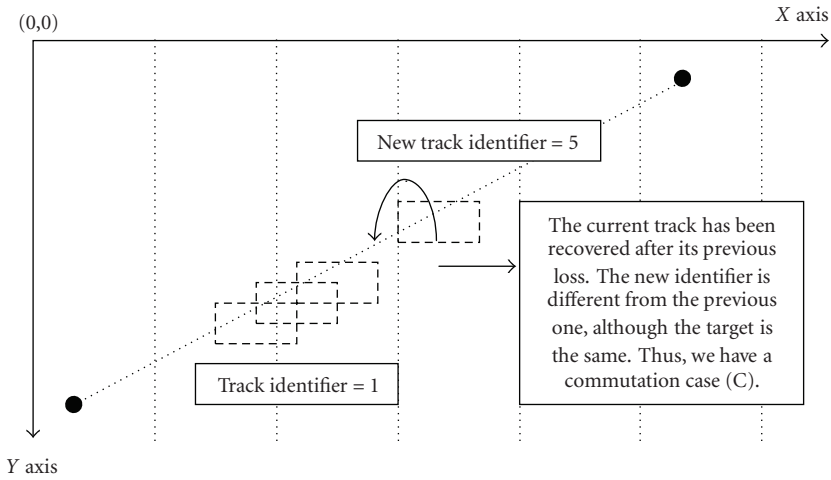 (0,0)
X axis
New track identifier = 5
The current track has been
recovered after its previous
loss. The new identifier is
different from the previous
one, although the target is
the same. Thus, we have a
commutation case (C).
Track identifier = 1
Y axis